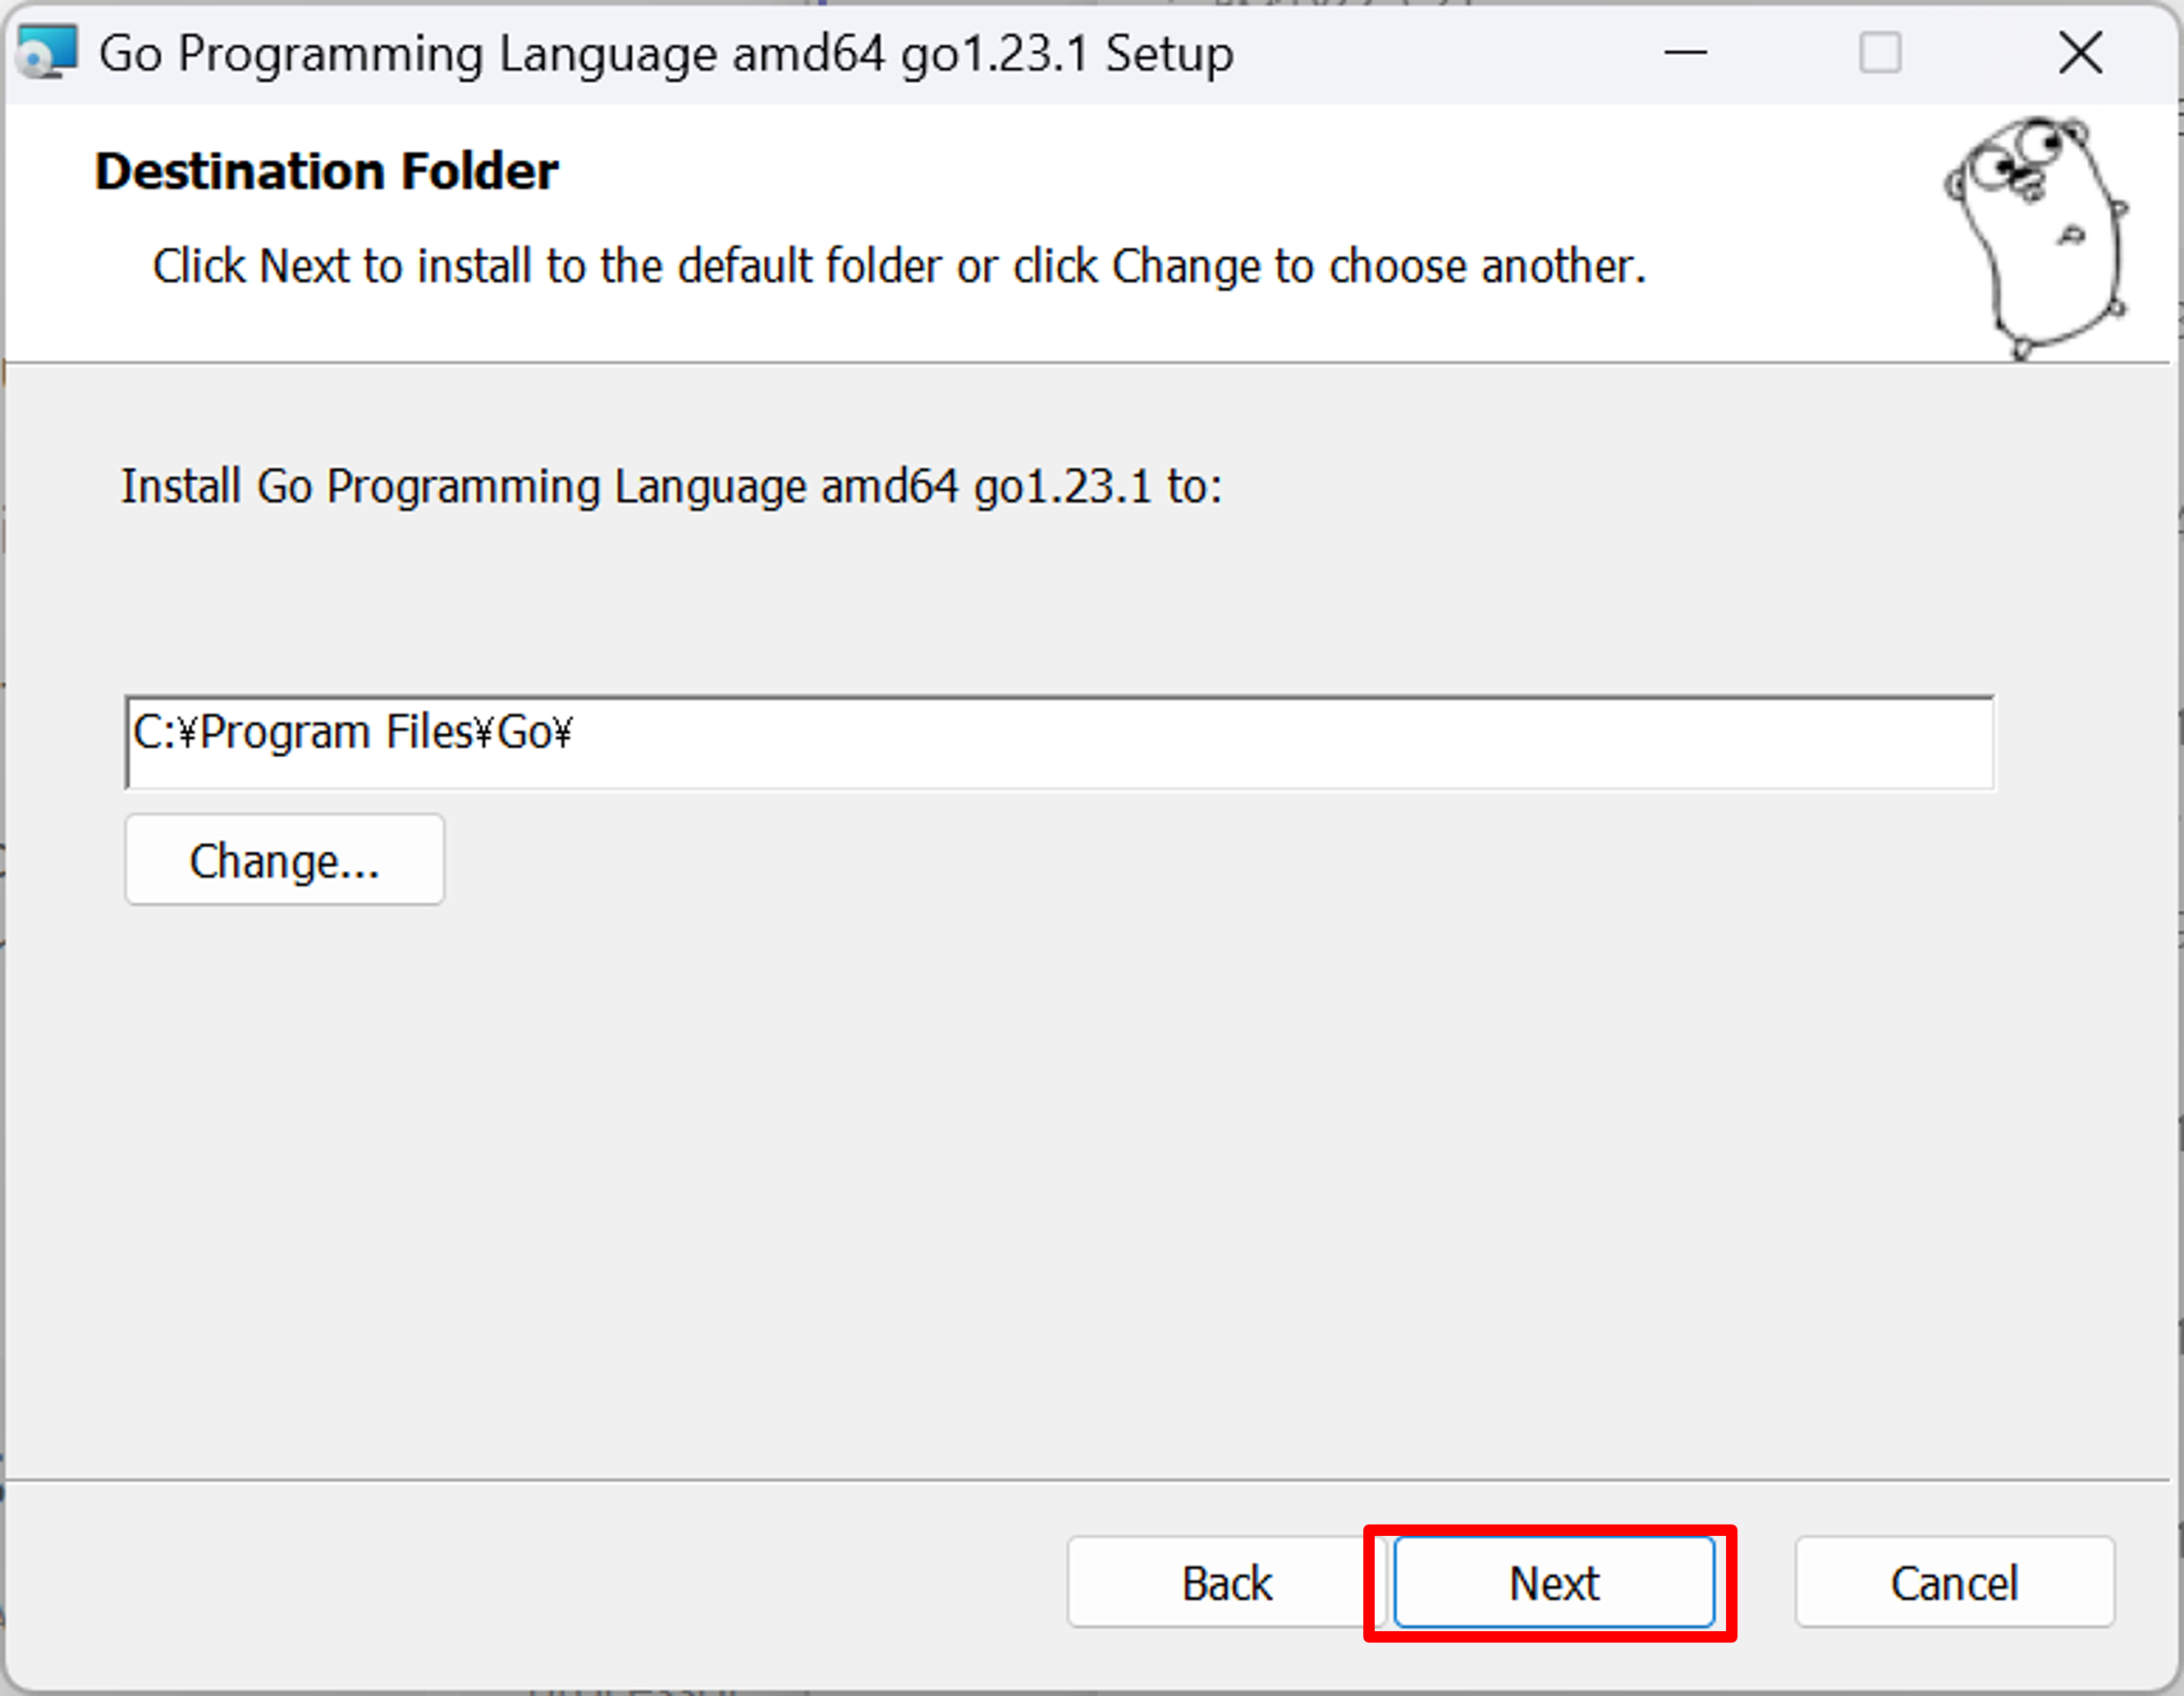 Go Programming Language amd64 go1.23.1 Setup
Destination Folder
Click Next to install to the default folder or click Change to choose another.
Install Go Programming Language amd64 go1.23.1 to:
C:¥Program Files¥Go¥
Change...
Back Next Cancel